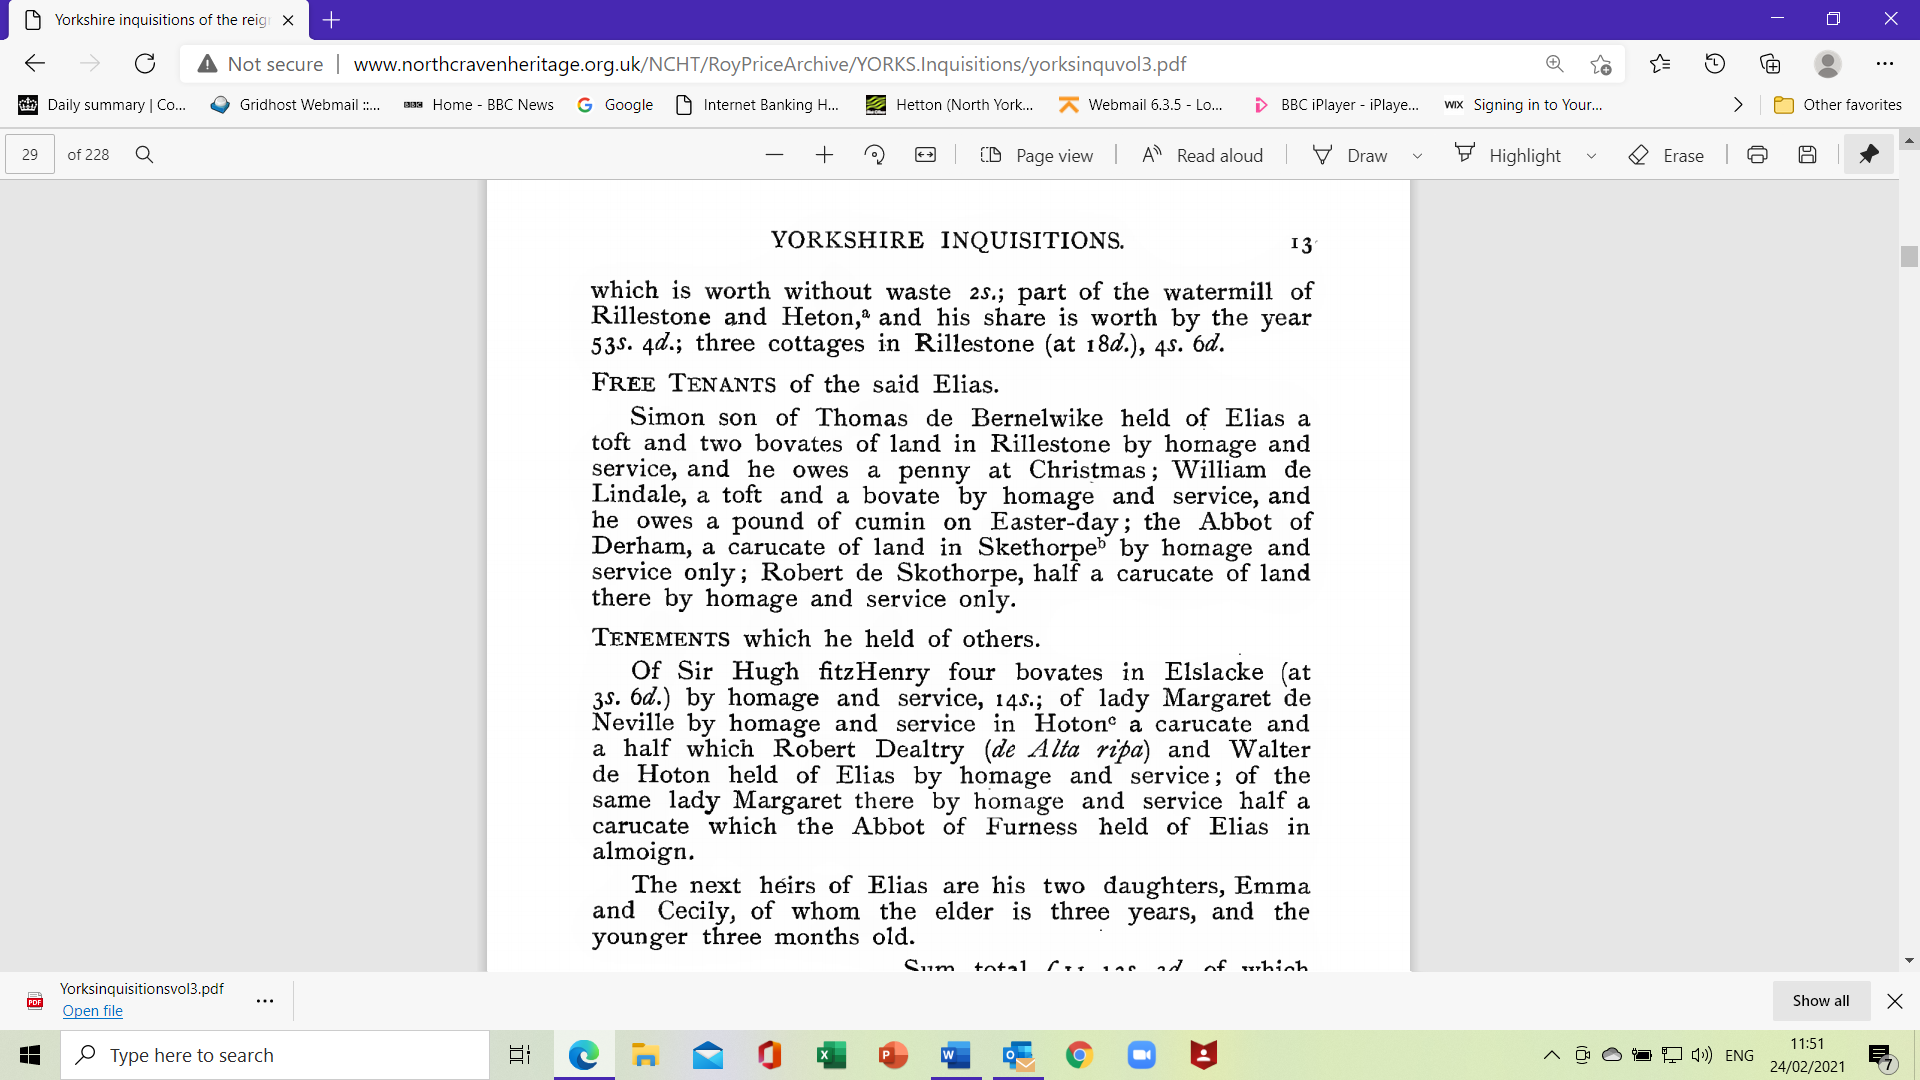 Yorkshire inquisitions of the reig
Not secure | www.northcravenheritage.org.uk/NCHT/RoyPriceArchive/YORKS.Inquisitions/yorksinquvol3.pdf
Daily summary | Co... Gridhost Webmail ::... BBC Home - BBC News Google Internet Banking H... Hetton (North York... Webmail 6.3.5 - Lo... BBC iPlayer - iPlaye... WIX Signing in to Your... Other favorites
29 of 228 Page view Read aloud Draw Highlight Erase
YORKSHIRE INQUISITIONS. 13
which is worth without waste 2s.; part of the watermill of
Rillestone and Heton,ᵃ and his share is worth by the year
53s. 4d.; three cottages in Rillestone (at 18d.), 4s. 6d.
FREE TENANTS of the said Elias.
Simon son of Thomas de Bernelwike held of Elias a
toft and two bovates of land in Rillestone by homage and
service, and he owes a penny at Christmas; William de
Lindale, a toft and a bovate by homage and service, and
he owes a pound of cumin on Easter-day; the Abbot of
Derham, a carucate of land in Skethorpeᵇ by homage and
service only; Robert de Skothorpe, half a carucate of land
there by homage and service only.
TENEMENTS which he held of others.
Of Sir Hugh fitzHenry four bovates in Elslacke (at
3s. 6d.) by homage and service, 14s.; of lady Margaret de
Neville by homage and service in Hotonᶜ a carucate and
a half which Robert Dealtry (de Alta ripa) and Walter
de Hoton held of Elias by homage and service; of the
same lady Margaret there by homage and service half a
carucate which the Abbot of Furness held of Elias in
almoign.
The next heirs of Elias are his two daughters, Emma
and Cecily, of whom the elder is three years, and the
younger three months old.
Sum total of which
Yorksinquisitionsvol3.pdf
Open file
Show all
Type here to search
ENG
11:51
24/02/2021
7